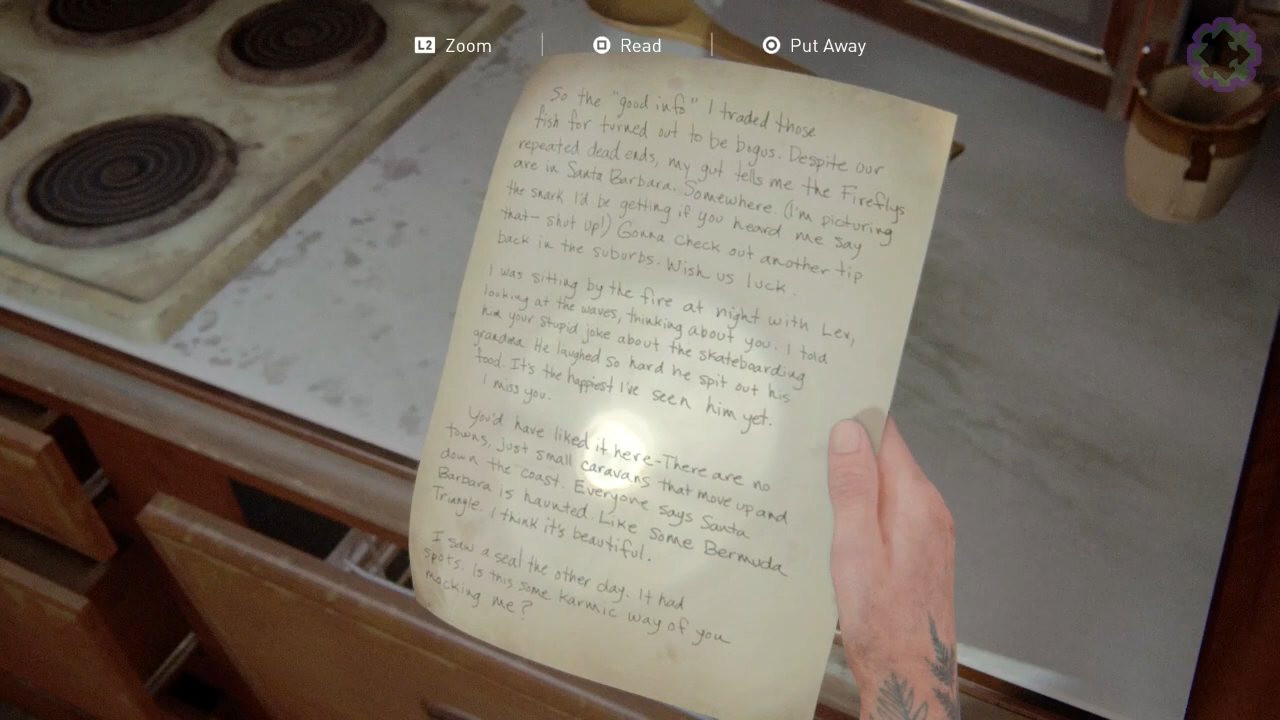 L2 Zoom Read Put Away
So the "good info" I traded those
fish for turned out to be bogus. Despite our
repeated dead ends, my gut tells me the Fireflys
are in Santa Barbara. Somewhere. (I'm picturing
the snark I'd be getting if you heard me say
that— shut up!) Gonna check out another tip
back in the suburbs. Wish us luck.
I was sitting by the fire at night with Lev,
looking at the waves, thinking about you. I told
him your stupid joke about the skateboarding
grandma. He laughed so hard he spit out his
food. It's the happiest I've seen him yet.
I miss you.
You'd have liked it here-There are no
towns, just small caravans that move up and
down the coast. Everyone says Santa
Barbara is haunted. Like some Bermuda
Triangle. I think it's beautiful.
I saw a seal the other day. It had
spots. Is this some karmic way of you
mocking me?